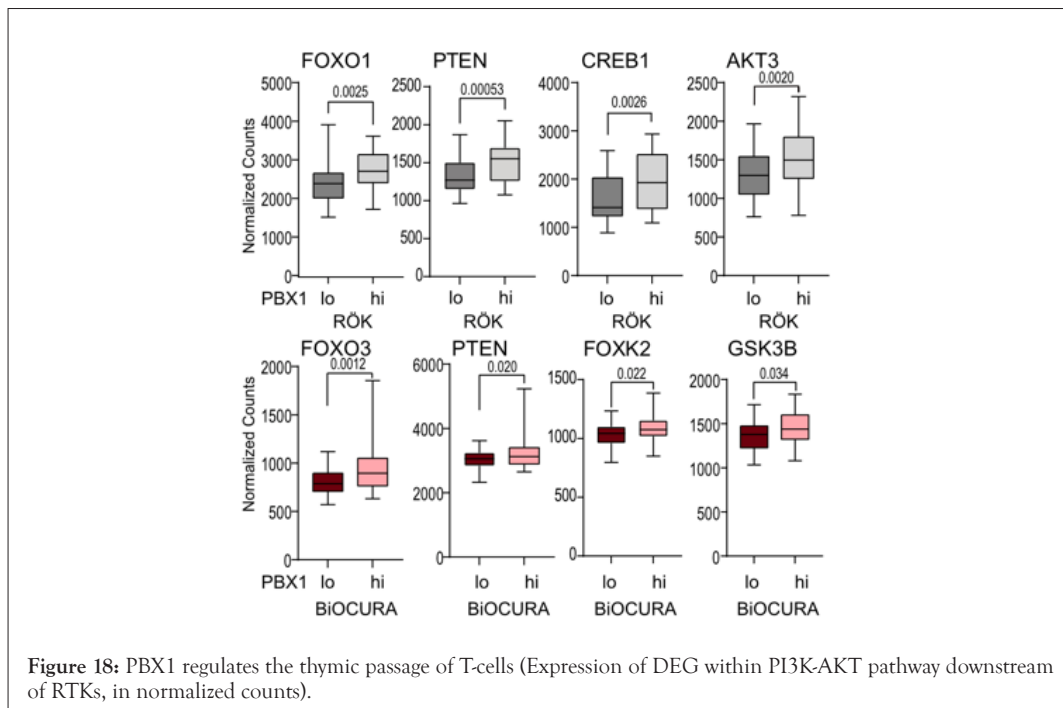 FOXO1 PTEN CREB1 AKT3
0.0025 0.00053 0.0026 0.0020
Normalized Counts
5000 4000 3000 2000 1000 0
2500 2000 1500 1000 500 0
4000 3000 2000 1000 0
2500 2000 1500 1000 500 0
PBX1 lo hi lo hi lo hi lo hi
RÖK RÖK RÖK RÖK
FOXO3 PTEN FOXK2 GSK3B
0.0012 0.020 0.022 0.034
Normalized Counts
2000 1500 1000 500 0
6000 4000 2000 0
1500 1000 500 0
2000 1500 1000 500 0
PBX1 lo hi lo hi lo hi lo hi
BiOCURA BiOCURA BiOCURA BiOCURA
Figure 18: PBX1 regulates the thymic passage of T-cells (Expression of DEG within PI3K-AKT pathway downstream
of RTKs, in normalized counts).